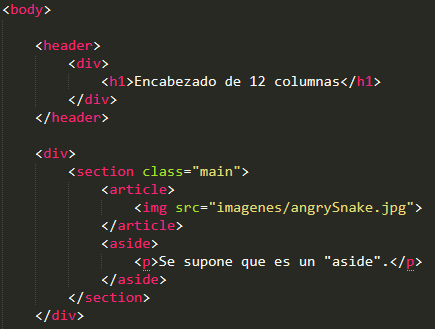 <body>
<header>
<div>
<h1>Encabezado de 12 columnas</h1>
</div>
</header>
<div>
<section class="main">
<article>
<img src="imagenes/angrySnake.jpg">
</article>
<aside>
<p>Se supone que es un "aside".</p>
</aside>
</section>
</div>